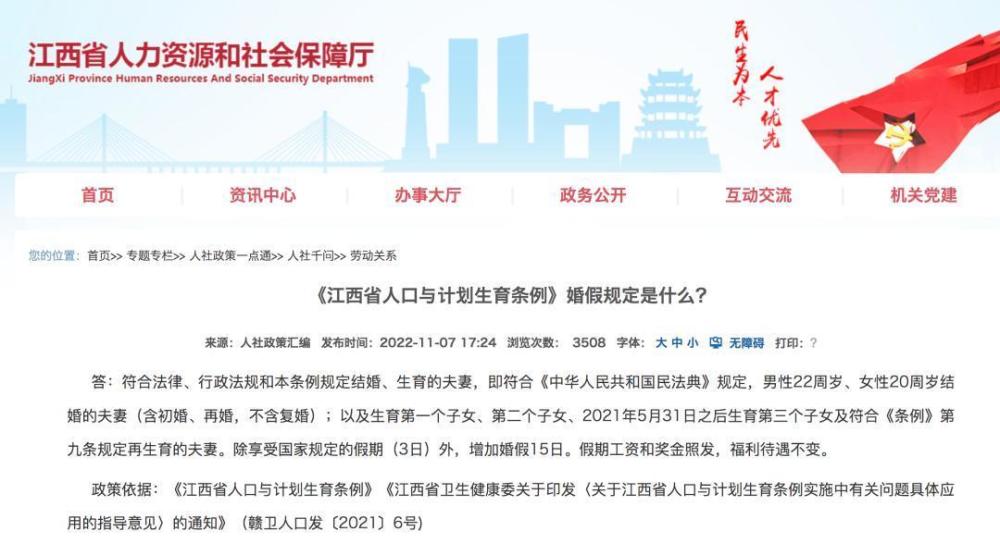 江西省人力资源和社会保障厅
JiangXi Province Human Resources And Social Security Department
民生为本
人才优先
首页 资讯中心 办事大厅 政务公开 互动交流 机关党建
您的位置：首页>> 专题专栏>> 人社政策一点通>> 人社千问>> 劳动关系
《江西省人口与计划生育条例》婚假规定是什么？
来源：人社政策汇编 发布时间：2022-11-07 17:24 浏览次数： 3508 字体： 大 中 小 无障碍 打印：?
答：符合法律、行政法规和本条例规定结婚、生育的夫妻，即符合《中华人民共和国民法典》规定，男性22周岁、女性20周岁结
婚的夫妻（含初婚、再婚，不含复婚）；以及生育第一个子女、第二个子女、2021年5月31日之后生育第三个子女及符合《条例》第
九条规定再生育的夫妻。除享受国家规定的假期（3日）外，增加婚假15日。假期工资和奖金照发，福利待遇不变。
政策依据：《江西省人口与计划生育条例》《江西省卫生健康委关于印发〈关于江西省人口与计划生育条例实施中有关问题具体应
用的指导意见〉的通知》（赣卫人口发〔2021〕6号)